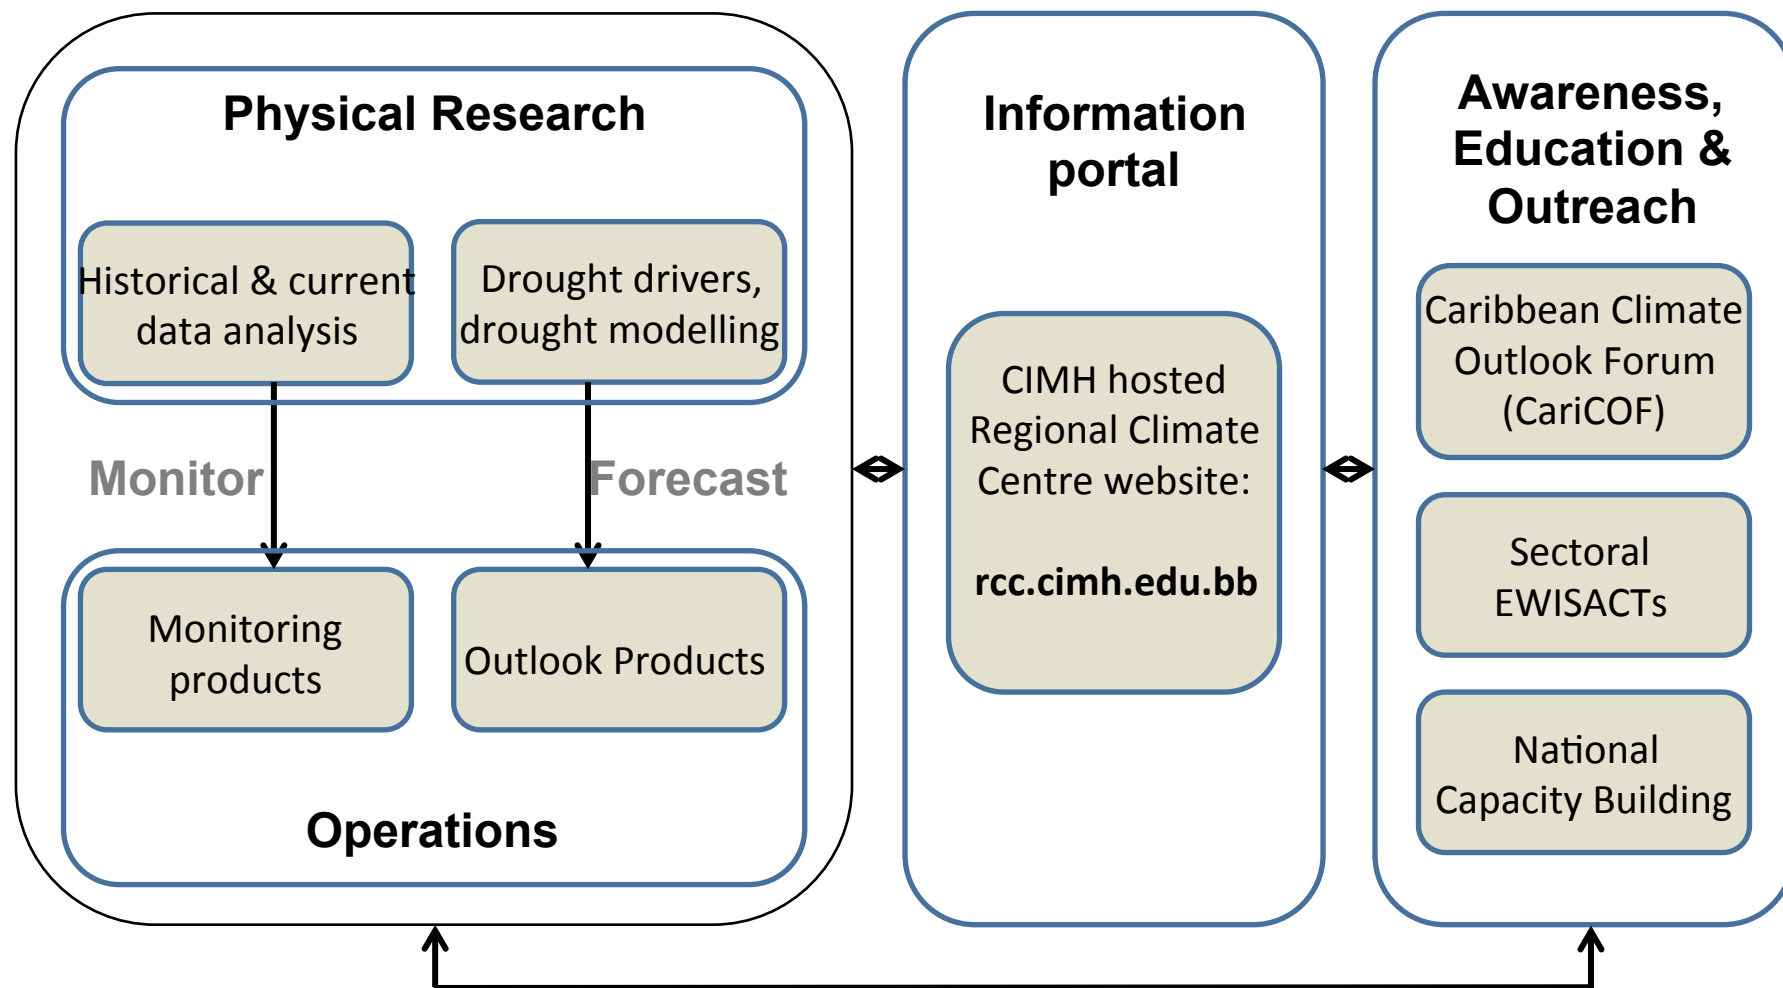 Physical Research
Historical & current
data analysis
Drought drivers,
drought modelling
Monitor
Forecast
Monitoring
products
Outlook Products
Operations
Information
portal
CIMH hosted
Regional Climate
Centre website:
rcc.cimh.edu.bb
Awareness,
Education &
Outreach
Caribbean Climate
Outlook Forum
(CariCOF)
Sectoral
EWISACTs
National
Capacity Building